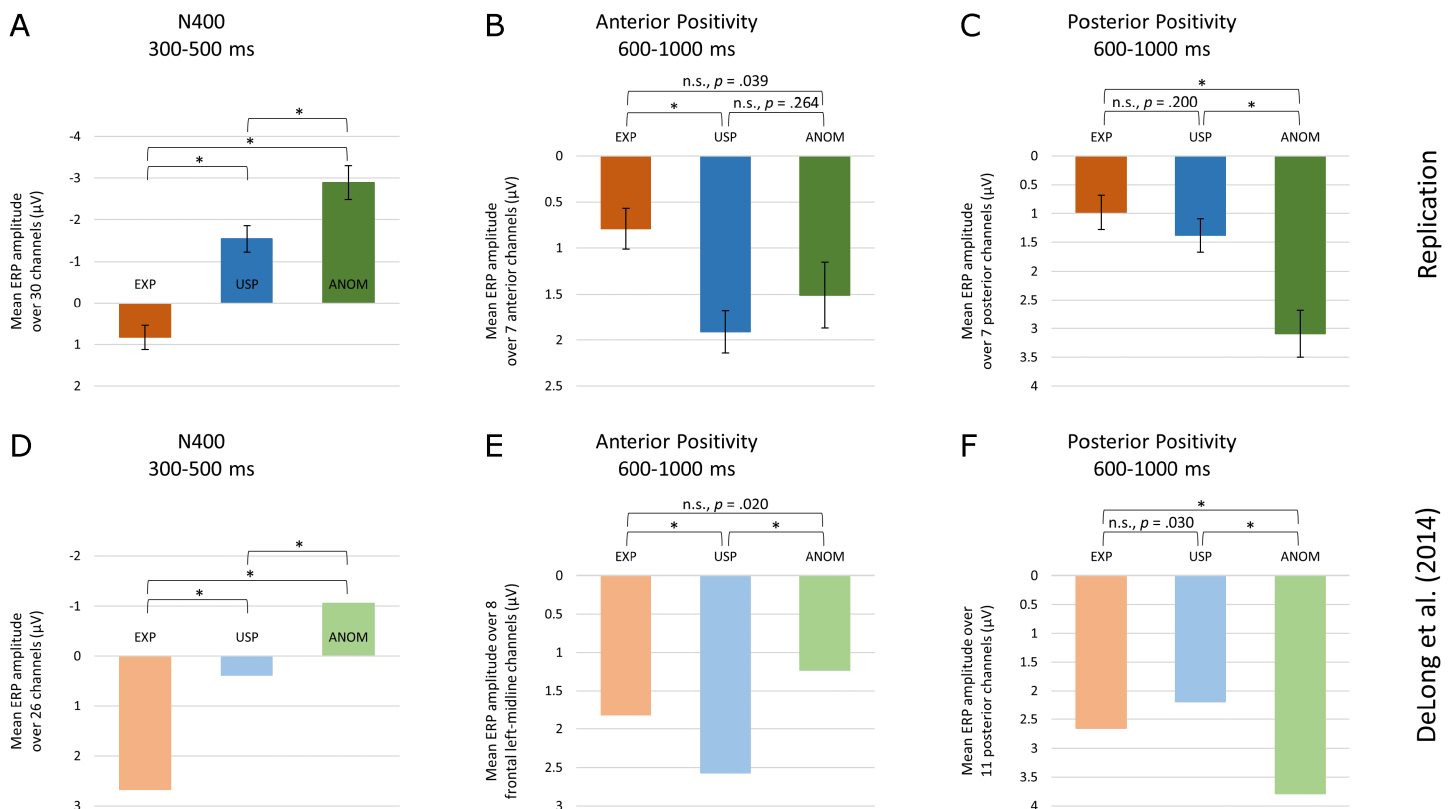 A
N400
300-500 ms
*
*
*
-4
-3
-2
-1
0
1
2
EXP
USP
ANOM
Mean ERP amplitude
over 30 channels (µV)
B
Anterior Positivity
600-1000 ms
n.s., p = .039
*
n.s., p = .264
EXP
USP
ANOM
0
0.5
1
1.5
2
2.5
Mean ERP amplitude
over 7 anterior channels (µV)
C
Posterior Positivity
600-1000 ms
*
n.s., p = .200
*
EXP
USP
ANOM
0
0.5
1
1.5
2
2.5
3
3.5
4
Mean ERP amplitude
over 7 posterior channels (µV)
Replication
D
N400
300-500 ms
*
*
*
-2
-1
0
1
2
3
EXP
USP
ANOM
Mean ERP amplitude
over 26 channels (µV)
E
Anterior Positivity
600-1000 ms
n.s., p = .020
*
*
EXP
USP
ANOM
0
0.5
1
1.5
2
2.5
3
Mean ERP amplitude over 8
frontal left-midline channels (µV)
F
Posterior Positivity
600-1000 ms
*
n.s., p = .030
*
EXP
USP
ANOM
0
0.5
1
1.5
2
2.5
3
3.5
4
Mean ERP amplitude over
11 posterior channels (µV)
DeLong et al. (2014)